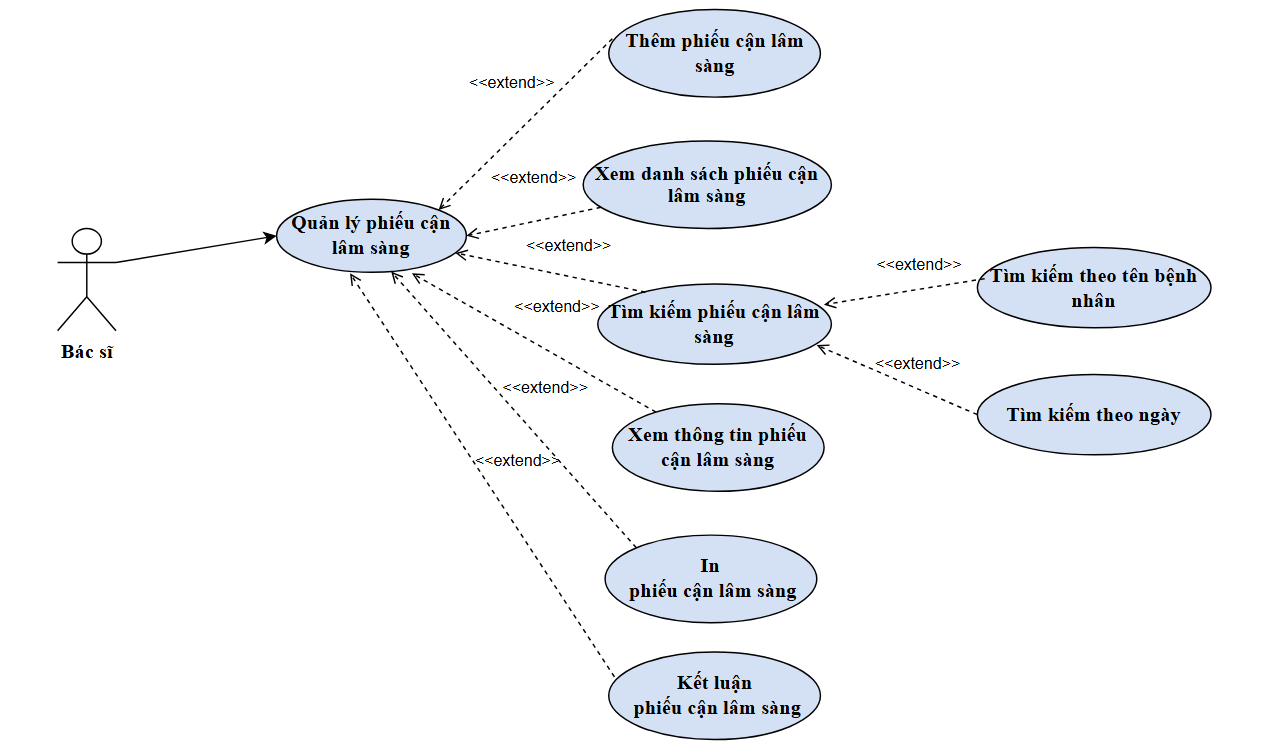 Thêm phiếu cận lâm
sàng
<<extend>>
Xem danh sách phiếu cận
lâm sàng
<<extend>>
Quản lý phiếu cận
lâm sàng
<<extend>>
Tìm kiếm theo tên bệnh
nhân
<<extend>>
Tìm kiếm phiếu cận lâm
sàng
<<extend>>
Bác sĩ
<<extend>>
Tìm kiếm theo ngày
<<extend>>
Xem thông tin phiếu
cận lâm sàng
<<extend>>
In
phiếu cận lâm sàng
Kết luận
phiếu cận lâm sàng